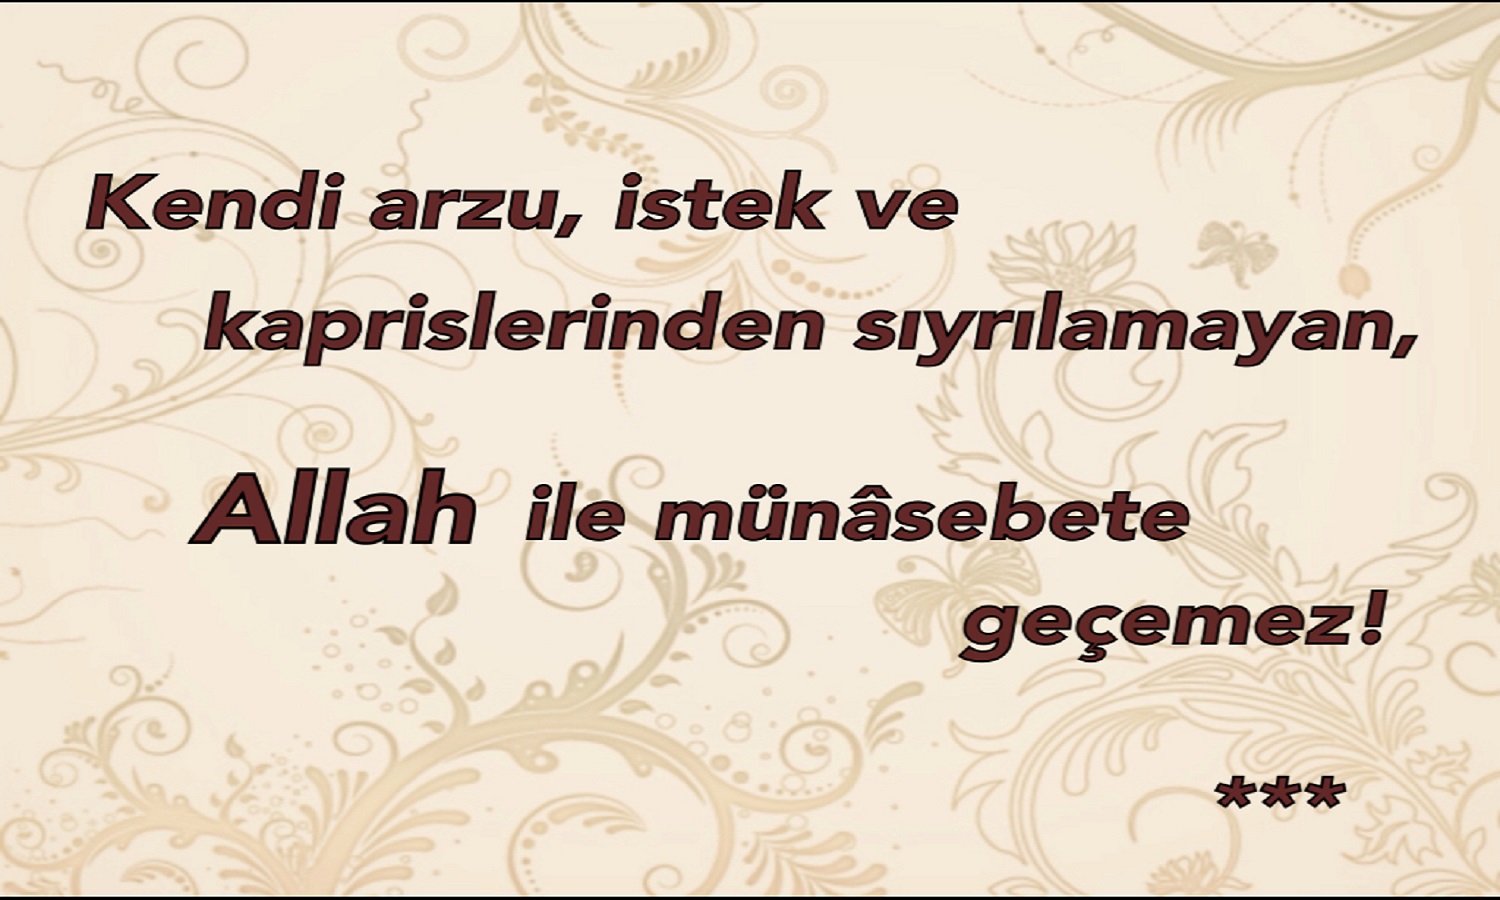 Kendi arzu, istek ve
kaprislerinden sıyrılamayan,
Allah ile münâsebete
geçemez!
***